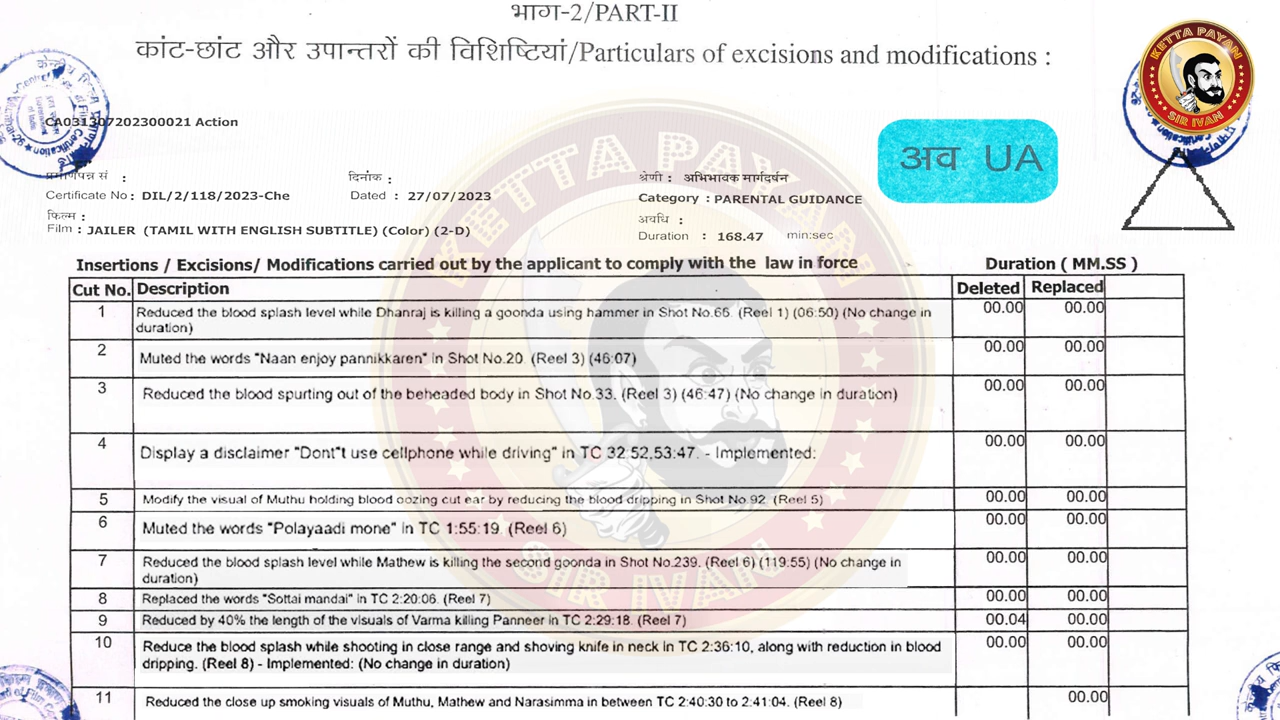 भाग-2/PART-II
कांट-छांट और उपान्तरों की विशिष्टियां/Particulars of excisions and modifications :
KETTA PAYAN
SIR IVAN
CA031307202300021 Action
अव UA
प्रमाणपत्र सं :
दिनांक :
श्रेणी : अभिभावक मार्गदर्षन
Certificate No : DIL/2/118/2023-Che
Dated : 27/07/2023
Category : PARENTAL GUIDANCE
फिल्म :
अवधि :
Film : JAILER (TAMIL WITH ENGLISH SUBTITLE) (Color) (2-D)
Duration : 168.47 min:sec
Insertions / Excisions/ Modifications carried out by the applicant to comply with the law in force
Duration ( MM.SS )
Cut No. Description Deleted Replaced
1 Reduced the blood splash level while Dhanraj is killing a goonda using hammer in Shot No.66. (Reel 1) (06:50) (No change in 00.00 00.00
duration)
2 Muted the words "Naan enjoy pannikkaren" in Shot No.20. (Reel 3) (46:07) 00.00 00.00
3 Reduced the blood spurting out of the beheaded body in Shot No.33. (Reel 3) (46:47) (No change in duration) 00.00 00.00
4 Display a disclaimer "Dont"t use cellphone while driving" in TC 32:52,53:47. - Implemented: 00.00 00.00
5 Modify the visual of Muthu holding blood oozing cut ear by reducing the blood dripping in Shot No.92. (Reel 5) 00.00 00.00
6 Muted the words "Polayaadi mone" in TC 1:55:19. (Reel 6) 00.00 00.00
7 Reduced the blood splash level while Mathew is killing the second goonda in Shot No.239. (Reel 6) (119:55) (No change in 00.00 00.00
duration)
8 Replaced the words "Sottai mandai" in TC 2:20:06. (Reel 7) 00.00 00.00
9 Reduced by 40% the length of the visuals of Varma killing Panneer in TC 2:29:18. (Reel 7) 00.04 00.00
10 Reduce the blood splash while shooting in close range and shoving knife in neck in TC 2:36:10, along with reduction in blood 00.00 00.00
dripping. (Reel 8) - Implemented: (No change in duration)
11 Reduced the close up smoking visuals of Muthu, Mathew and Narasimma in between TC 2:40:30 to 2:41:04. (Reel 8) 00.00
KETTA PAYAN
SIR IVAN